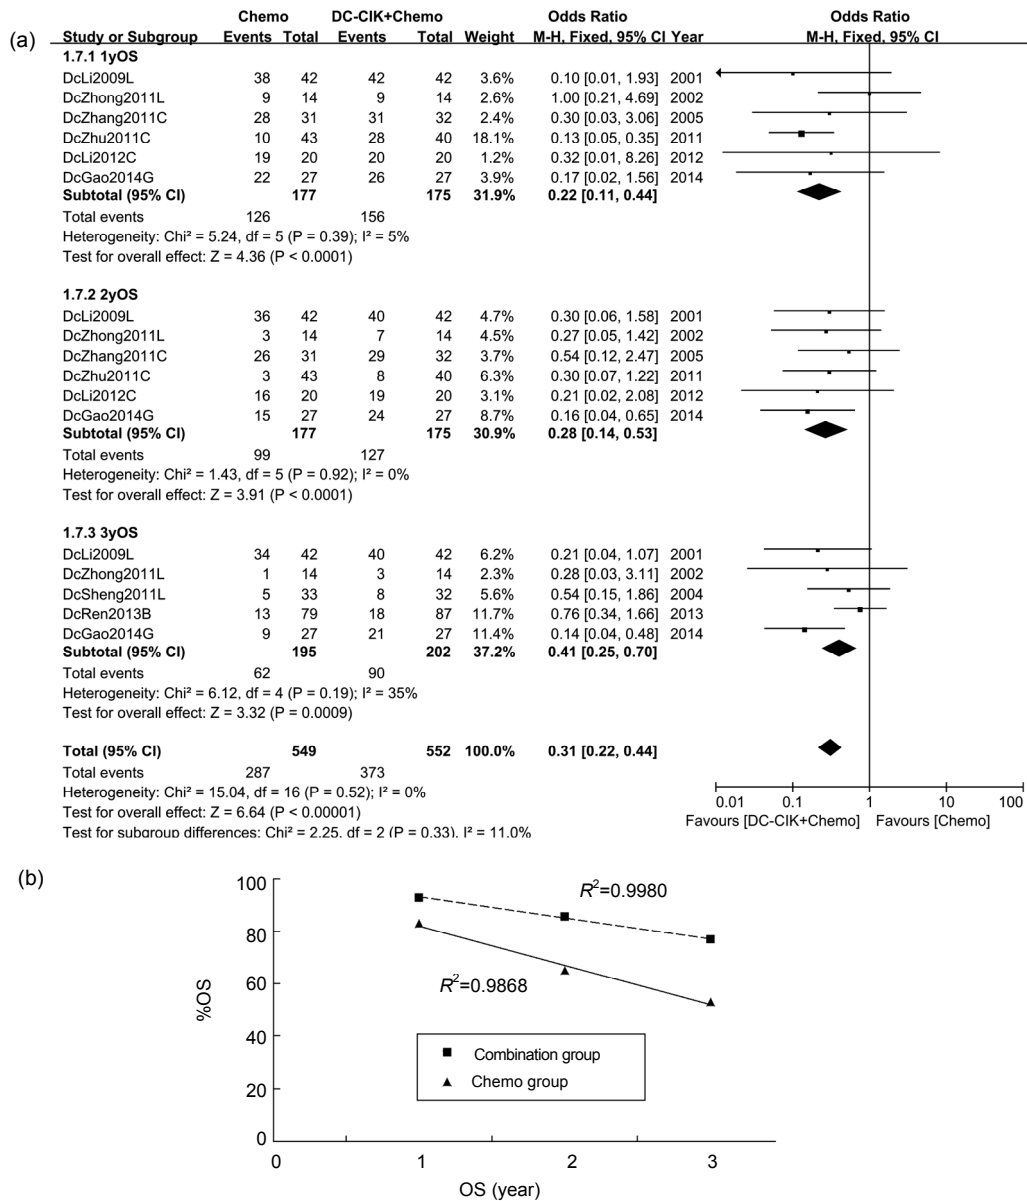 (a)
Chemo DC-CIK+Chemo Odds Ratio Odds Ratio
Study or Subgroup Events Total Events Total Weight M-H, Fixed, 95% CI Year M-H, Fixed, 95% CI
1.7.1 1yOS
DcLi2009L 38 42 42 42 3.6% 0.10 [0.01, 1.93] 2001
DcZhong2011L 9 14 9 14 2.6% 1.00 [0.21, 4.69] 2002
DcZhang2011C 28 31 31 32 2.4% 0.30 [0.03, 3.06] 2005
DcZhu2011C 10 43 28 40 18.1% 0.13 [0.05, 0.35] 2011
DcLi2012C 19 20 20 20 1.2% 0.32 [0.01, 8.26] 2012
DcGao2014G 22 27 26 27 3.9% 0.17 [0.02, 1.56] 2014
Subtotal (95% CI) 177 175 31.9% 0.22 [0.11, 0.44]
Total events 126 156
Heterogeneity: Chi² = 5.24, df = 5 (P = 0.39); I² = 5%
Test for overall effect: Z = 4.36 (P < 0.0001)
1.7.2 2yOS
DcLi2009L 36 42 40 42 4.7% 0.30 [0.06, 1.58] 2001
DcZhong2011L 3 14 7 14 4.5% 0.27 [0.05, 1.42] 2002
DcZhang2011C 26 31 29 32 3.7% 0.54 [0.12, 2.47] 2005
DcZhu2011C 3 43 8 40 6.3% 0.30 [0.07, 1.22] 2011
DcLi2012C 16 20 19 20 3.1% 0.21 [0.02, 2.08] 2012
DcGao2014G 15 27 24 27 8.7% 0.16 [0.04, 0.65] 2014
Subtotal (95% CI) 177 175 30.9% 0.28 [0.14, 0.53]
Total events 99 127
Heterogeneity: Chi² = 1.43, df = 5 (P = 0.92); I² = 0%
Test for overall effect: Z = 3.91 (P < 0.0001)
1.7.3 3yOS
DcLi2009L 34 42 40 42 6.2% 0.21 [0.04, 1.07] 2001
DcZhong2011L 1 14 3 14 2.3% 0.28 [0.03, 3.11] 2002
DcSheng2011L 5 33 8 32 5.6% 0.54 [0.15, 1.86] 2004
DcRen2013B 13 79 18 87 11.7% 0.76 [0.34, 1.66] 2013
DcGao2014G 9 27 21 27 11.4% 0.14 [0.04, 0.48] 2014
Subtotal (95% CI) 195 202 37.2% 0.41 [0.25, 0.70]
Total events 62 90
Heterogeneity: Chi² = 6.12, df = 4 (P = 0.19); I² = 35%
Test for overall effect: Z = 3.32 (P = 0.0009)
Total (95% CI) 549 552 100.0% 0.31 [0.22, 0.44]
Total events 287 373
Heterogeneity: Chi² = 15.04, df = 16 (P = 0.52); I² = 0%
Test for overall effect: Z = 6.64 (P < 0.00001)
Test for subgroup differences: Chi² = 2.25, df = 2 (P = 0.33), I² = 11.0%
0.01 0.1 1 10 100
Favours [DC-CIK+Chemo] Favours [Chemo]
(b)
100
80
60
40
20
0
%OS
R²=0.9980
R²=0.9868
Combination group
Chemo group
0 1 2 3
OS (year)